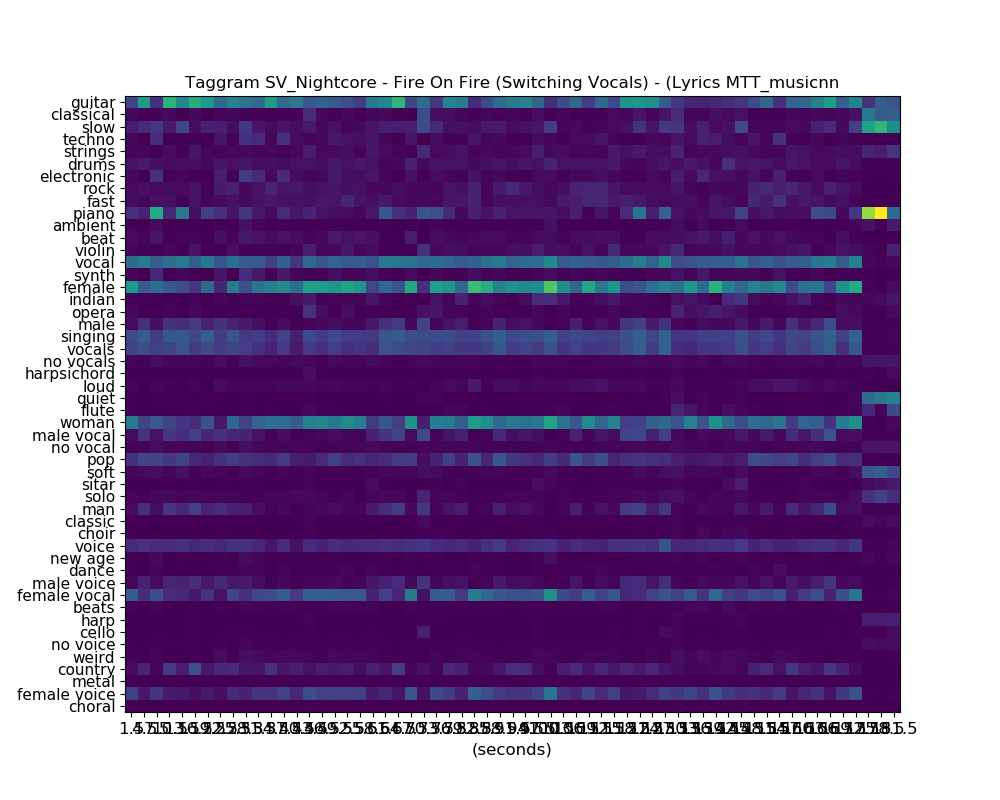 Taggram SV_Nightcore - Fire On Fire (Switching Vocals) - (Lyrics MTT_musicnn
guitar
classical
slow
techno
strings
drums
electronic
rock
fast
piano
ambient
beat
violin
vocal
synth
female
indian
opera
male
singing
vocals
no vocals
harpsichord
loud
quiet
flute
woman
male vocal
no vocal
pop
soft
sitar
solo
man
classic
choir
voice
new age
dance
male voice
female vocal
beats
harp
cello
no voice
weird
country
metal
female voice
choral
(seconds)